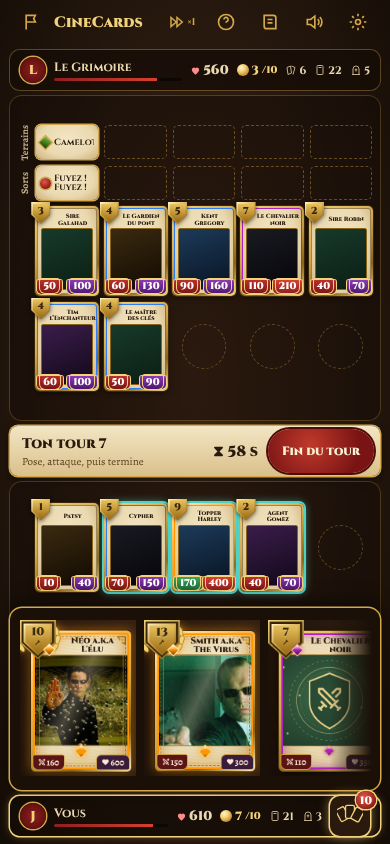 CineCards ×1
L Le Grimoire 560 3/10 6 22 5
Terrains
CAMELOT
Sorts
FUYEZ !
FUYEZ !
3 Sire Galahad 50 100
4 Le Gardien du pont 60 130
5 Kent Gregory 90 160
7 Le Chevalier noir 110 210
2 Sire Robin 40 70
4 Tim l'Enchanteur 60 100
4 Le maître des clés 50 90
Ton tour 7
Pose, attaque, puis termine
58 s
Fin du tour
1 Patsy 10 40
5 Cypher 70 150
9 Topper Harley 170 400
2 Agent Gomez 40 70
10 Néo a.k.a L'élu 160 600
13 Smith a.k.a The Virus 150 300
7 Le Chevalier noir 110
J Vous 610 7/10 21 3
10